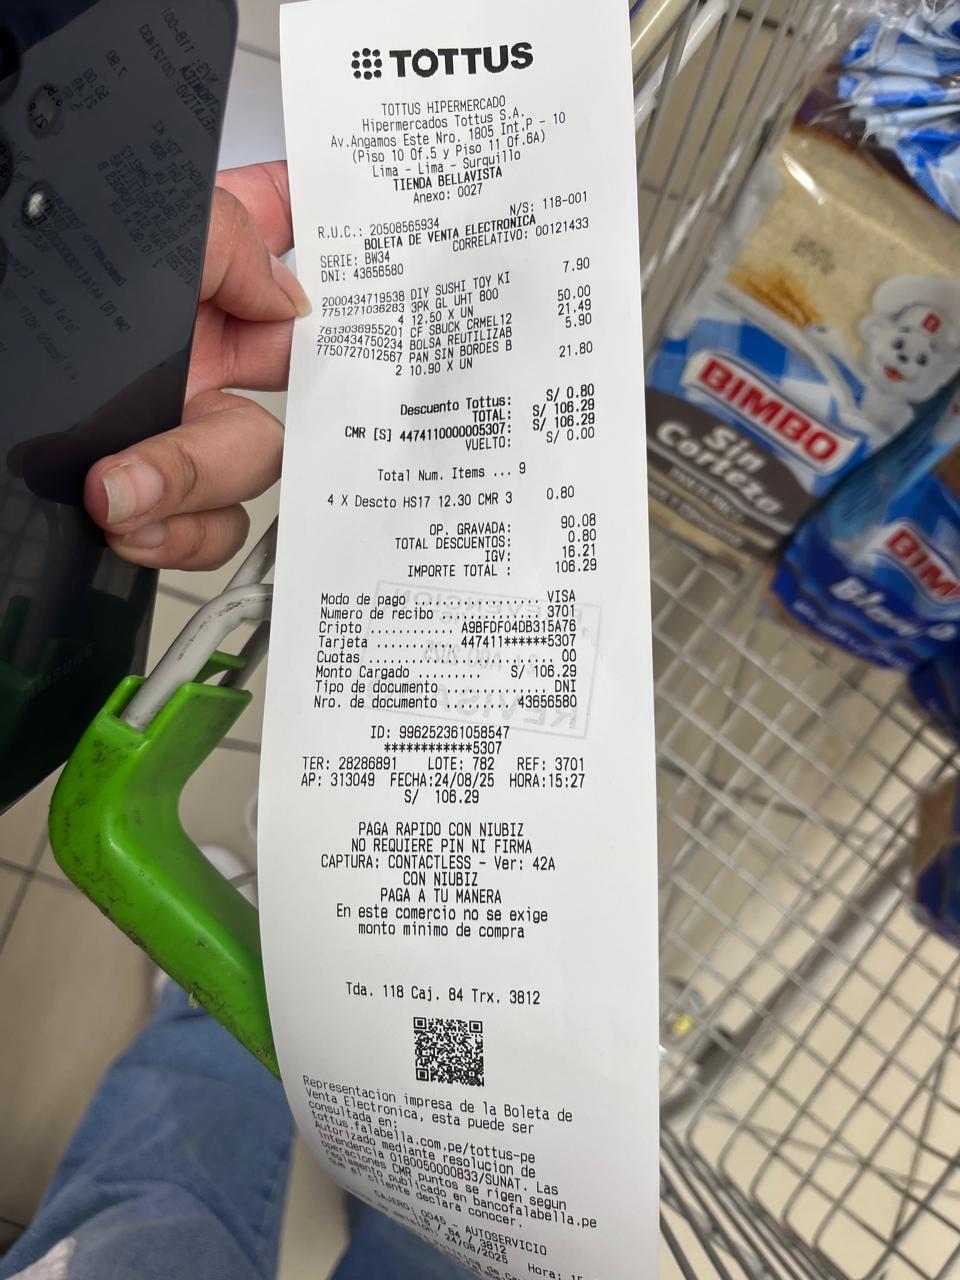 TOTTUS
TOTTUS HIPERMERCADO
Hipermercados Tottus S.A.
Av.Angamos Este Nro. 1805 Int.P - 10
(Piso 10 Of.5 y Piso 11 Of.6A)
Lima - Lima - Surquillo
TIENDA BELLAVISTA
Anexo: 0027
R.U.C.: 20508565934 N/S: 118-001
BOLETA DE VENTA ELECTRONICA
SERIE: BW34 CORRELATIVO: 00121433
DNI: 43656580
2000434719538 DIY SUSHI TOY KI 7.90
7751271036283 3PK GL UHT 800
4 12.50 X UN 50.00
7613036955201 CF SBUCK CRMEL12 21.49
2000434750234 BOLSA REUTILIZAB 5.90
7750727012567 PAN SIN BORDES B
2 10.90 X UN 21.80
Descuento Tottus: S/ 0.80
TOTAL: S/ 106.29
CMR [S] 4474110000005307: S/ 106.29
VUELTO: S/ 0.00
Total Num. Items ... 9
4 X Descto HS17 12.30 CMR 3 0.80
OP. GRAVADA: 90.08
TOTAL DESCUENTOS: 0.80
IGV: 16.21
IMPORTE TOTAL : 106.29
Modo de pago .................. VISA
Numero de recibo .............. 3701
Cripto ........... A9BFDF04DB315A76
Tarjeta .......... 447411******5307
Cuotas .......................... 00
Monto Cargado ......... S/ 106.29
Tipo de documento ............. DNI
Nro. de documento ......... 43656580
ID: 996252361058547
************5307
TER: 28286891 LOTE: 782 REF: 3701
AP: 313049 FECHA:24/08/25 HORA:15:27
S/ 106.29
PAGA RAPIDO CON NIUBIZ
NO REQUIERE PIN NI FIRMA
CAPTURA: CONTACTLESS - Ver: 42A
CON NIUBIZ
PAGA A TU MANERA
En este comercio no se exige
monto minimo de compra
Tda. 118 Caj. 84 Trx. 3812
Representacion impresa de la Boleta de
Venta Electronica, esta puede ser
consultada en:
tottus.falabella.com.pe/tottus-pe
Autorizado mediante resolucion de
Intendencia 0180050000833/SUNAT. Las
operaciones CMR puntos se rigen segun
reglamento publicado en bancofalabella.pe
que el cliente declara conocer.
CAJERO: 0045 - AUTOSERVICIO
/ 84 / 3812
24/08/2025 Hora:
BIMBO
Sin
Corteza
SAMSUNG